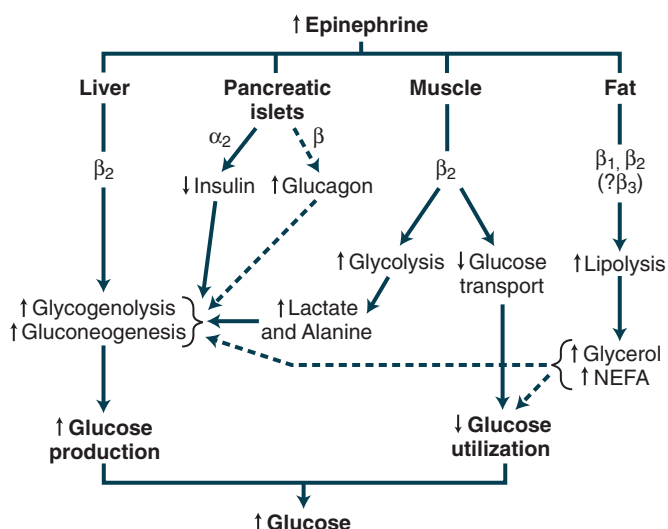 ↑ Epinephrine
Liver
Pancreatic
islets
Muscle
Fat
α2
β
β2
↓ Insulin
↑ Glucagon
β2
β1, β2
(?β3)
↑ Glycolysis
↓ Glucose
transport
↑ Lipolysis
↑ Glycogenolysis
↑ Gluconeogenesis
↑ Lactate
and Alanine
↑ Glycerol
↑ NEFA
↑ Glucose
production
↓ Glucose
utilization
↑ Glucose